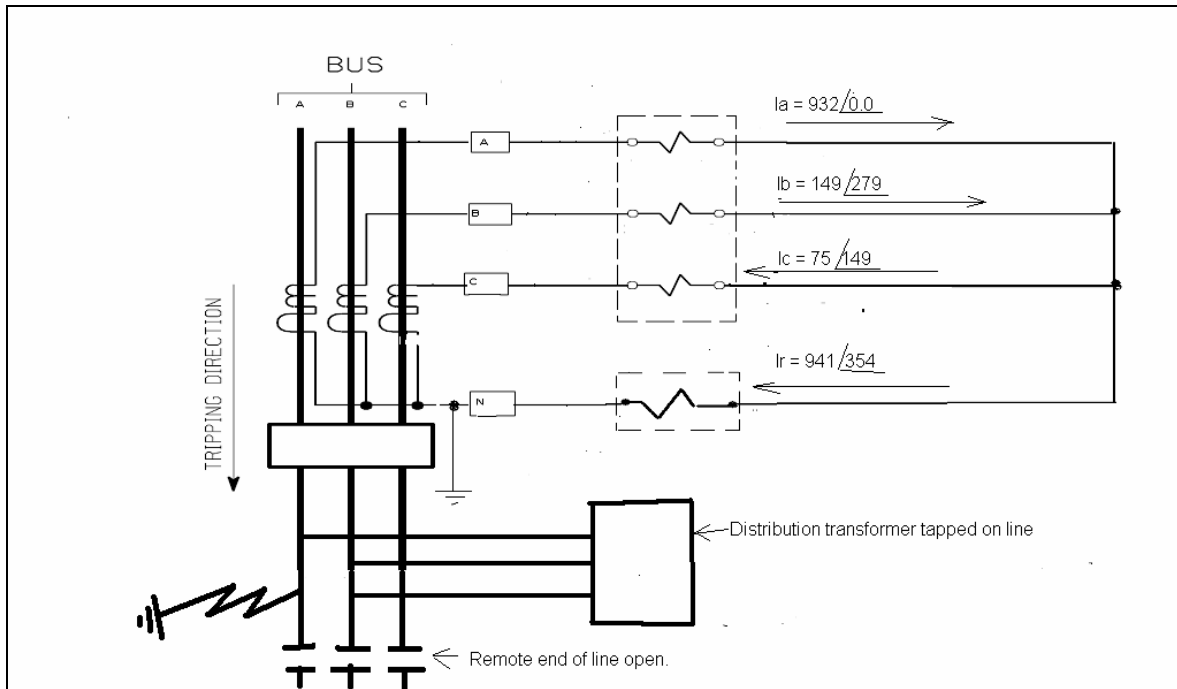 BUS
A B C
Ia = 932/0.0
A
Ib = 149/279
B
Ic = 75/149
C
TRIPPING DIRECTION
Ir = 941/354
N
Distribution transformer tapped on line
Remote end of line open.